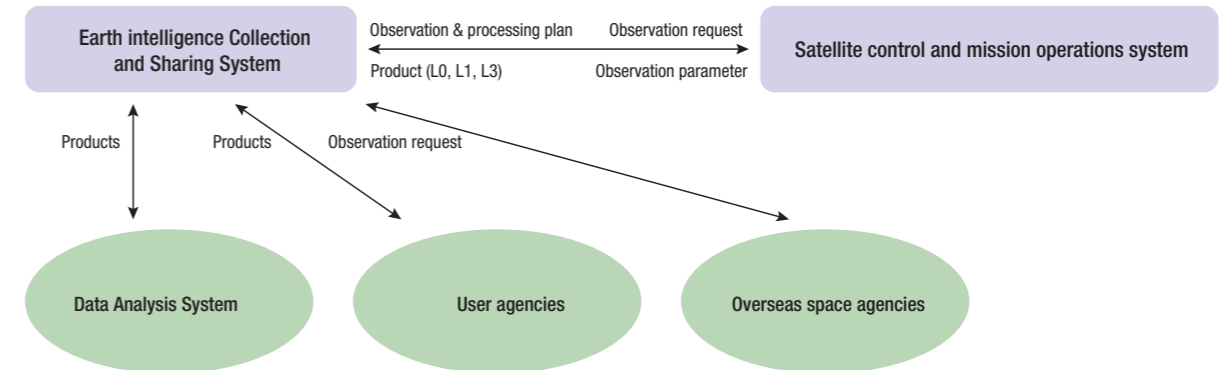 Earth intelligence Collection
and Sharing System
Observation & processing plan
Observation request
Product (L0, L1, L3)
Observation parameter
Satellite control and mission operations system
Products
Products
Observation request
Data Analysis System
User agencies
Overseas space agencies